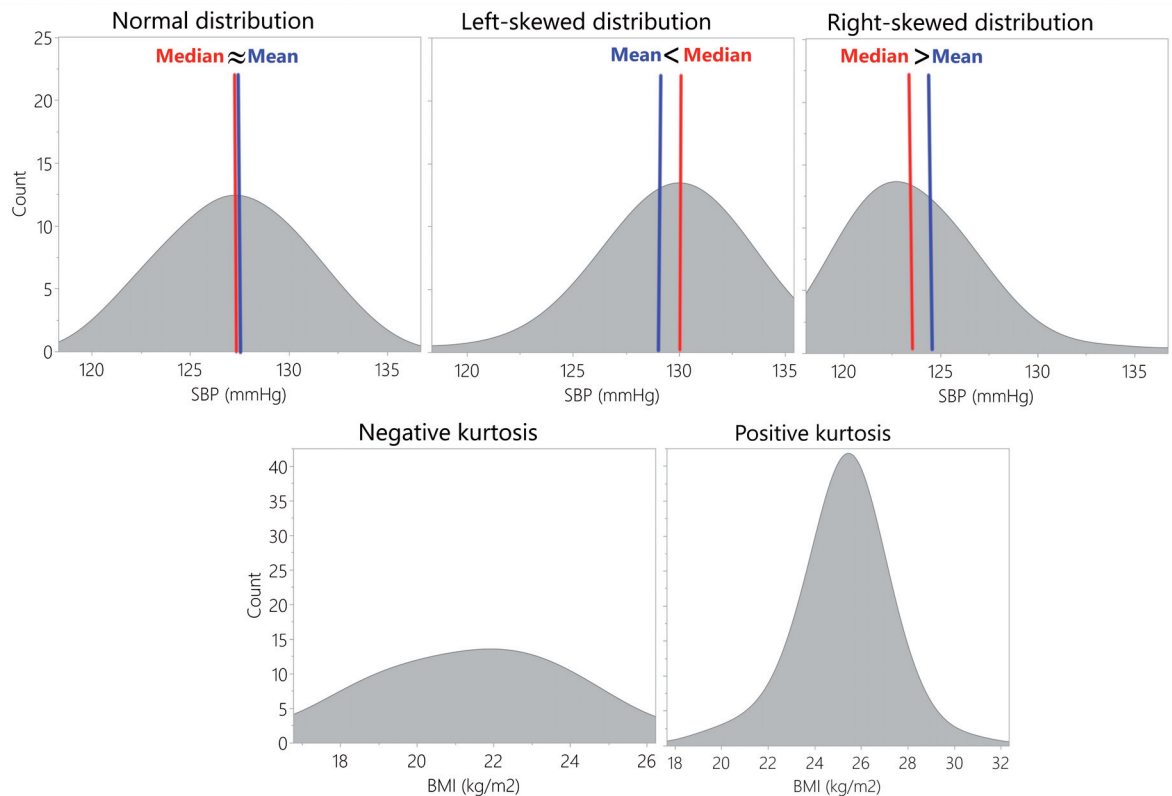 Normal distribution
Left-skewed distribution
Right-skewed distribution
Median≈Mean
Mean<Median
Median>Mean
25
20
15
10
5
0
Count
120 125 130
SBP (mmHg)
120 125 130 135
SBP (mmHg)
120 125 130 135
SBP (mmHg)
Negative kurtosis
Positive kurtosis
40
35
30
25
20
15
10
5
0
Count
18 20 22 24 26
BMI (kg/m2)
18 20 22 24 26 28 30 32
BMI (kg/m2)